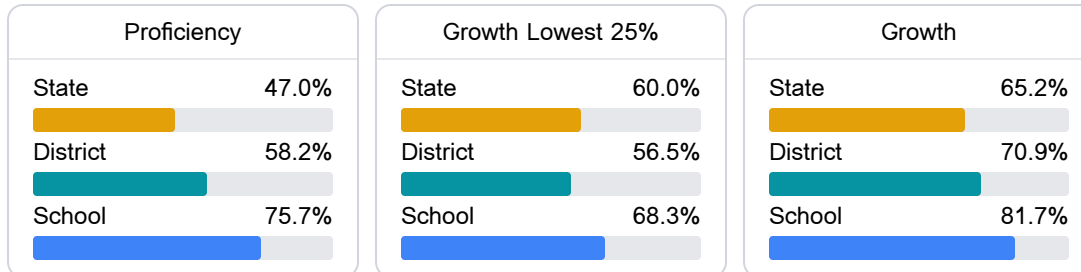 Proficiency
State 47.0%
District 58.2%
School 75.7%
Growth Lowest 25%
State 60.0%
District 56.5%
School 68.3%
Growth
State 65.2%
District 70.9%
School 81.7%